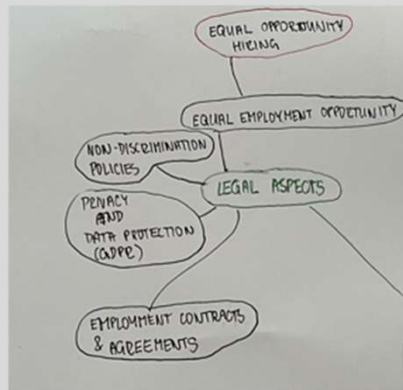 EQUAL OPPORTUNITY
HIRING
EQUAL EMPLOYMENT OPPORTUNITY
NON-DISCRIMINATION
POLICIES
LEGAL ASPECTS
PRIVACY
AND
DATA PROTECTION
(GDPR)
EMPLOYMENT CONTRACTS
& AGREEMENTS